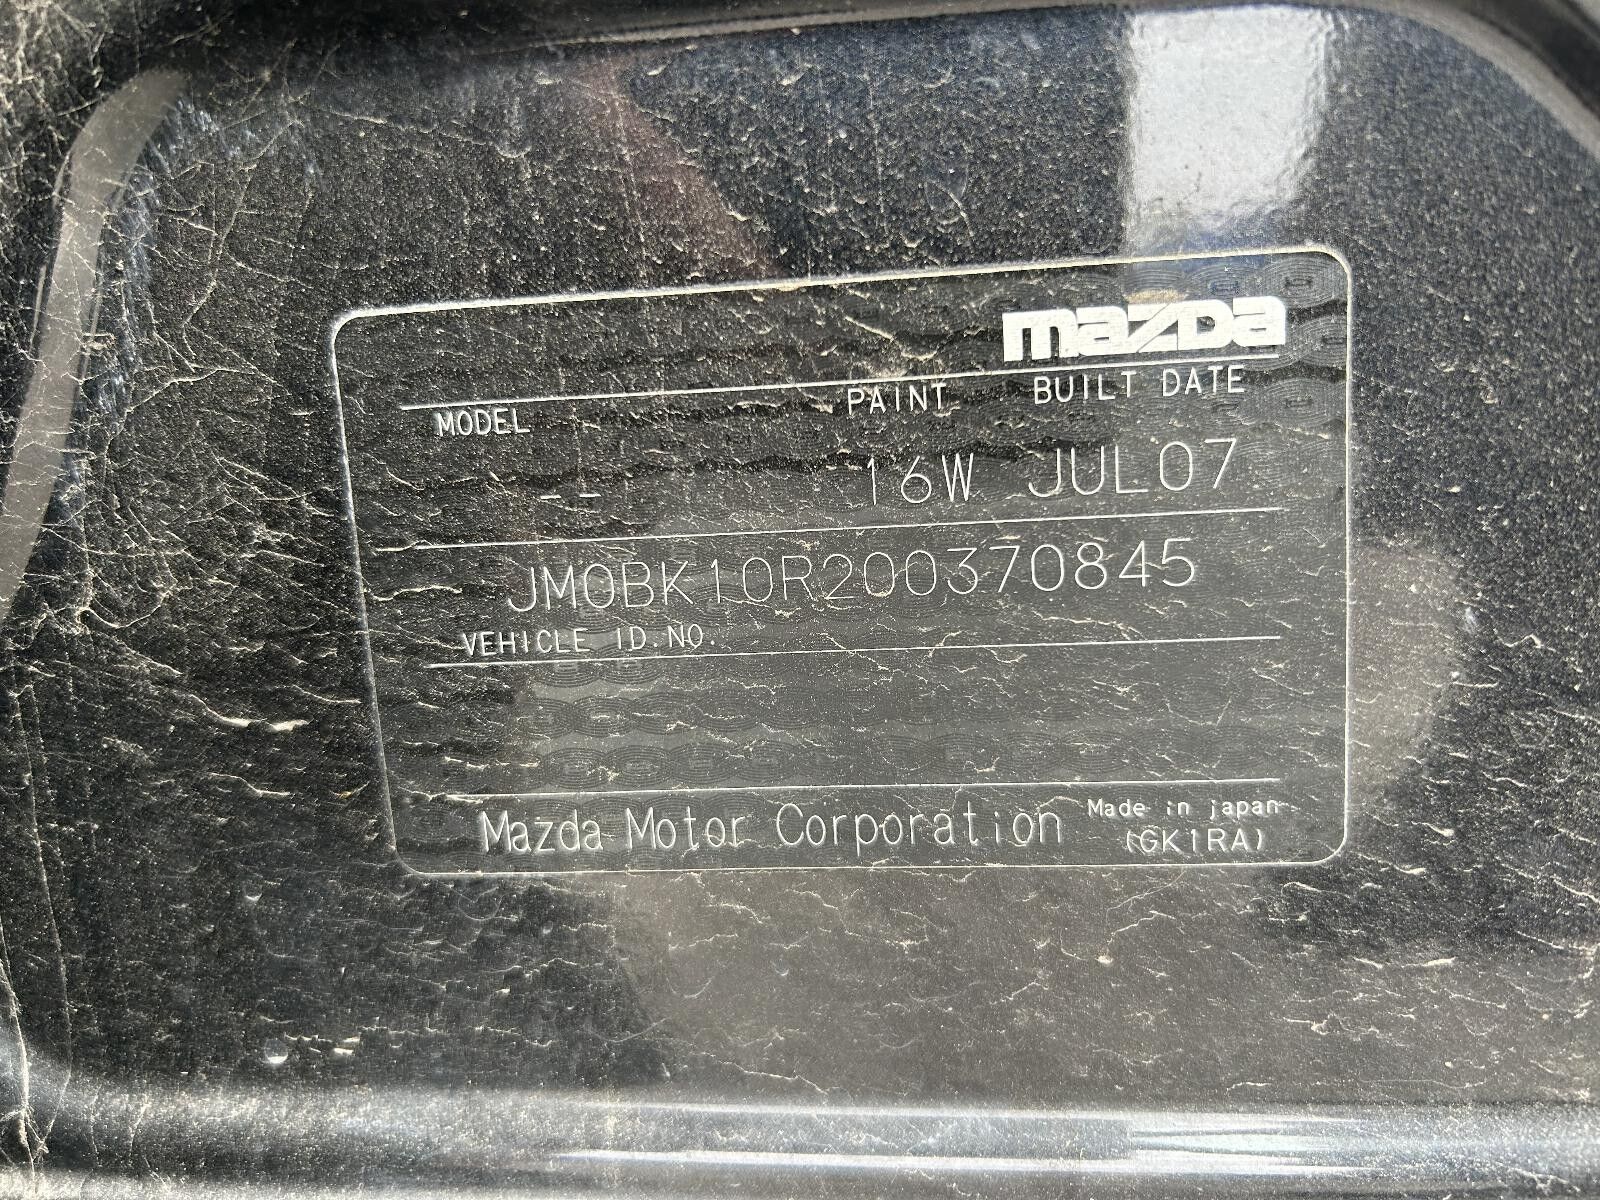 mazda
MODEL PAINT BUILT DATE
-- 16W JUL07
JM0BK10R200370845
VEHICLE ID.NO.
Mazda Motor Corporation Made in japan
(GK1RA)